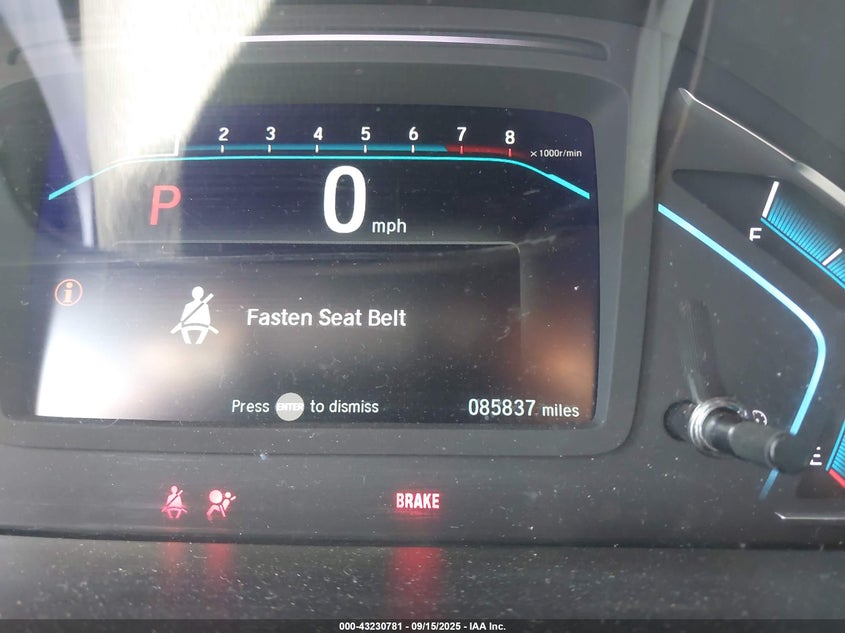 2 3 4 5 6 7 8
x1000r/min
P 0 mph
F
i
Fasten Seat Belt
Press ENTER to dismiss
085837 miles
E
BRAKE
000-43230781 - 09/15/2025 - IAA Inc.